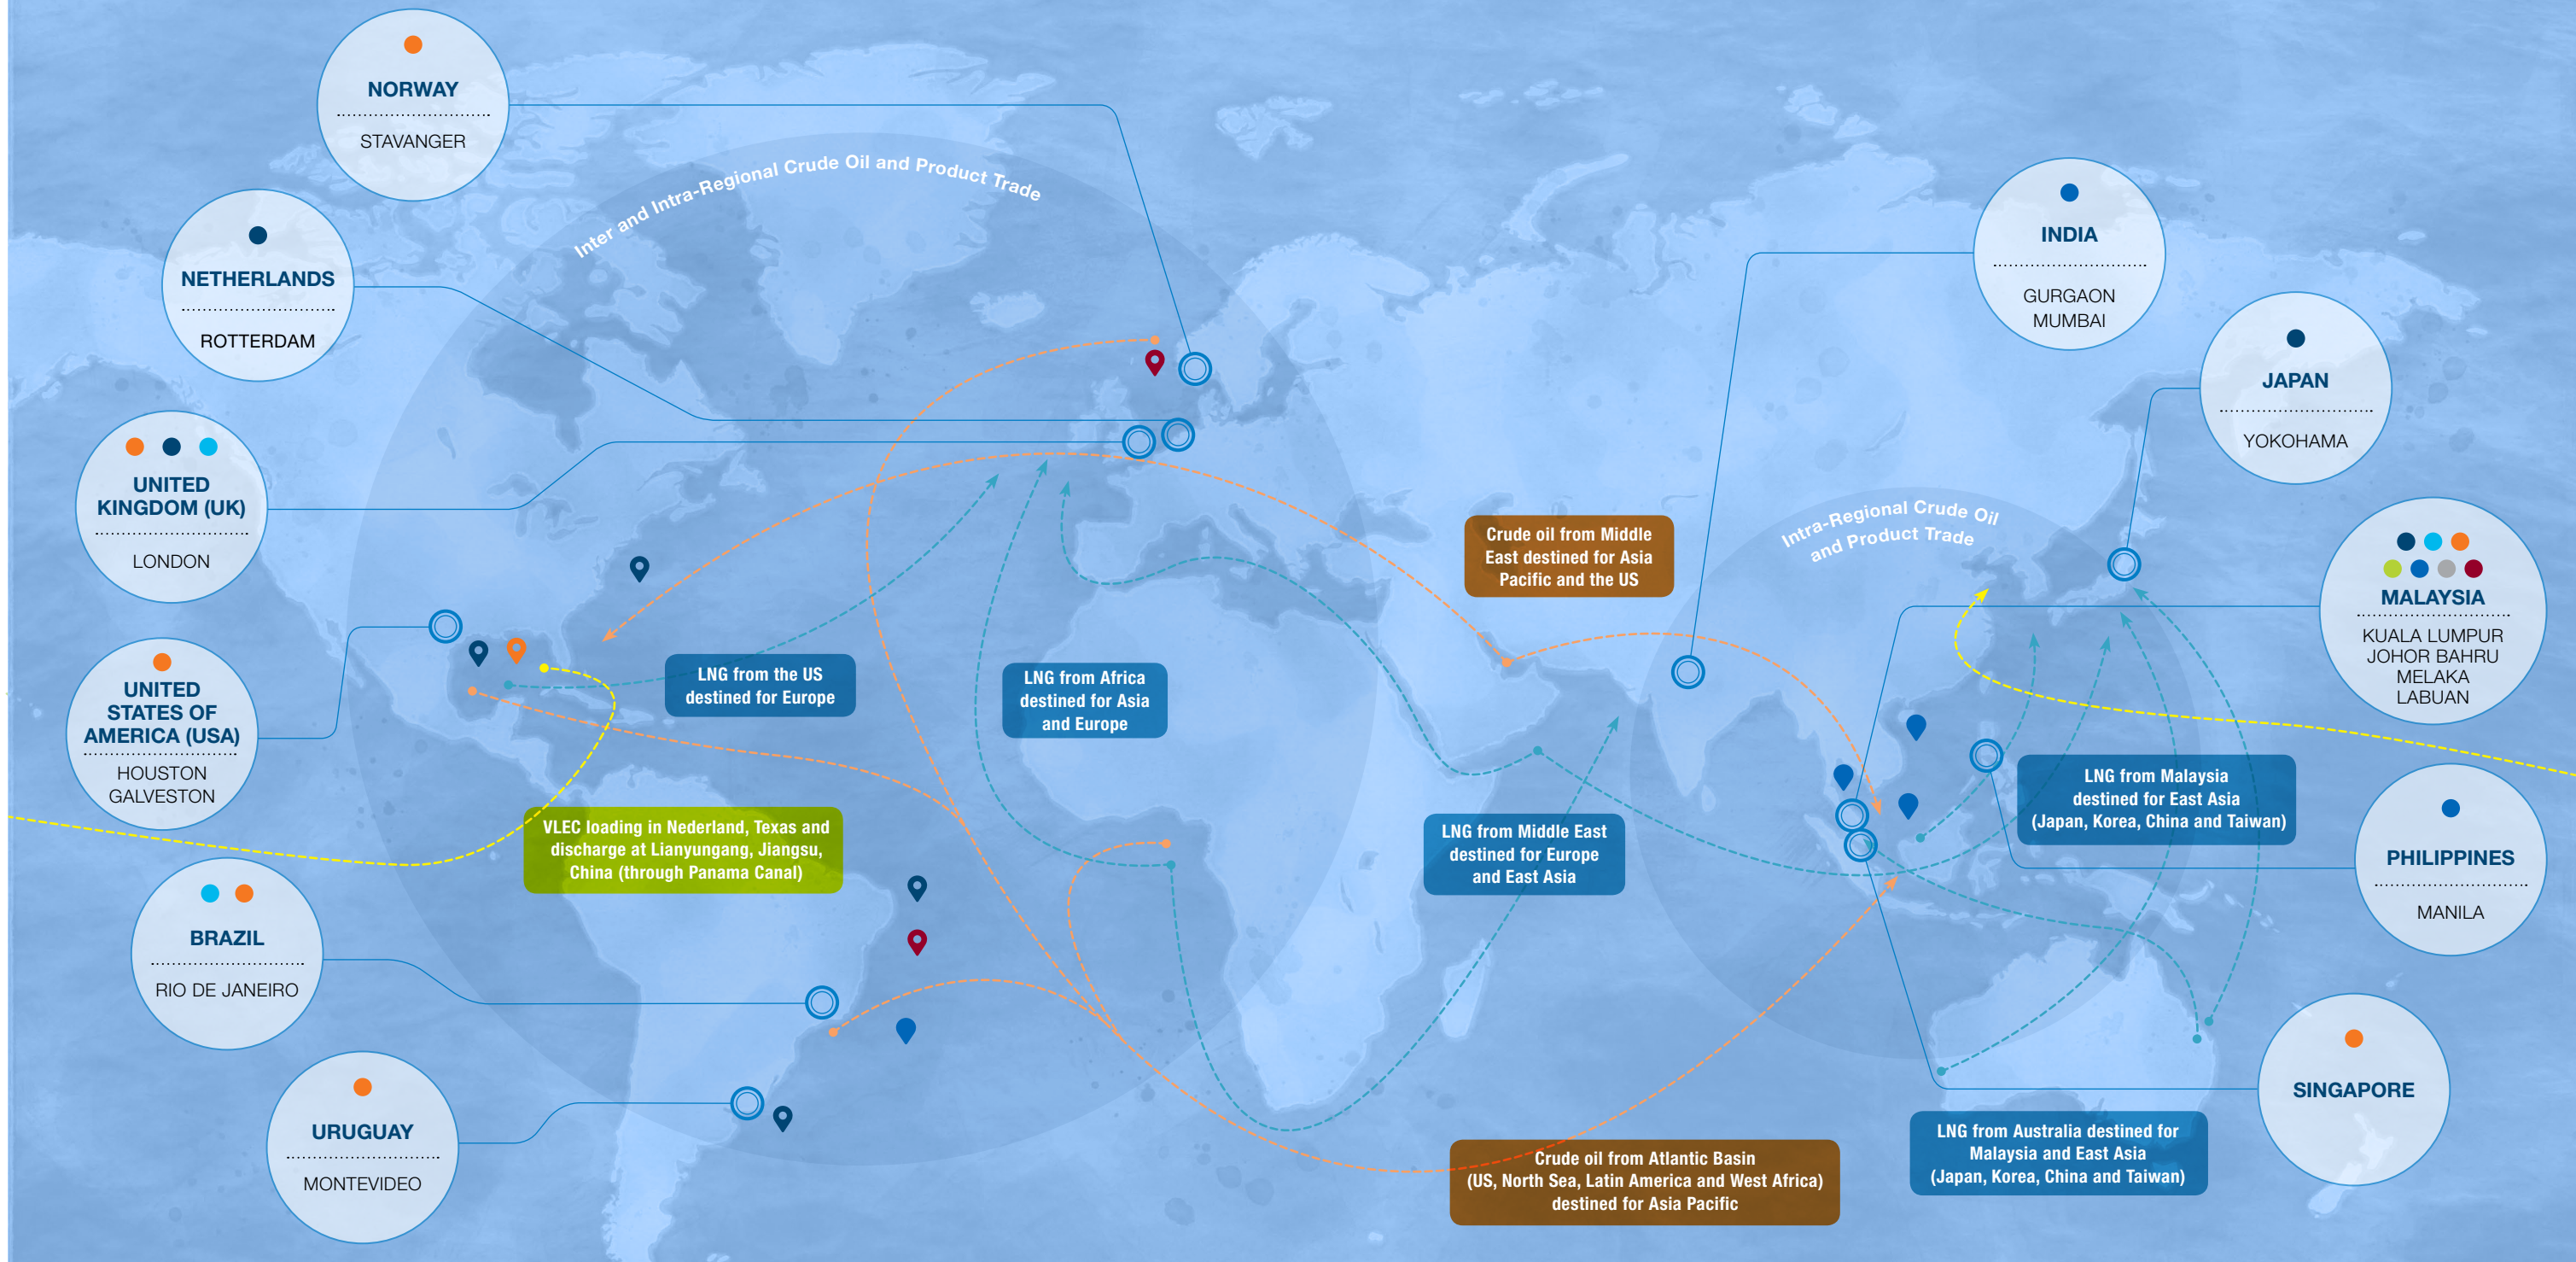 NORWAY
STAVANGER
Inter and Intra-Regional Crude Oil and Product Trade
NETHERLANDS
ROTTERDAM
UNITED
KINGDOM (UK)
LONDON
UNITED
STATES OF
AMERICA (USA)
HOUSTON
GALVESTON
BRAZIL
RIO DE JANEIRO
URUGUAY
MONTEVIDEO
LNG from the US
destined for Europe
VLEC loading in Nederland, Texas and
discharge at Lianyungang, Jiangsu,
China (through Panama Canal)
LNG from Africa
destined for Asia
and Europe
Crude oil from Middle
East destined for Asia
Pacific and the US
LNG from Middle East
destined for Europe
and East Asia
Crude oil from Atlantic Basin
(US, North Sea, Latin America and West Africa)
destined for Asia Pacific
Intra-Regional Crude Oil
and Product Trade
LNG from Malaysia
destined for East Asia
(Japan, Korea, China and Taiwan)
LNG from Australia destined for
Malaysia and East Asia
(Japan, Korea, China and Taiwan)
INDIA
GURGAON
MUMBAI
JAPAN
YOKOHAMA
MALAYSIA
KUALA LUMPUR
JOHOR BAHRU
MELAKA
LABUAN
PHILIPPINES
MANILA
SINGAPORE